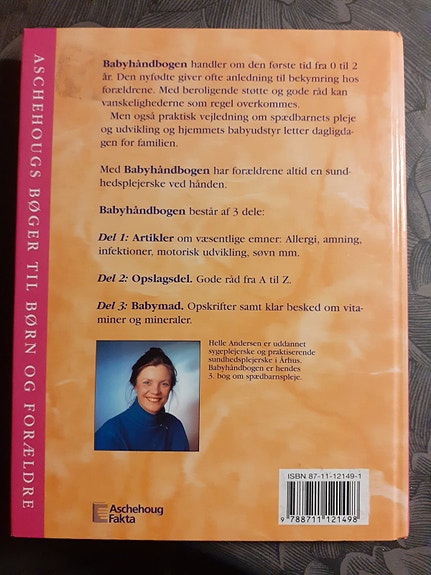 ASCHEHOUGS BØGER TIL BØRN OG FORÆLDRE
Babyhåndbogen handler om den første tid fra 0 til 2
år. Den nyfødte giver ofte anledning til bekymring hos
forældrene. Med beroligende støtte og gode råd kan
vanskelighederne som regel overkommes.
Men også praktisk vejledning om spædbarnets pleje
og udvikling og hjemmets babyudstyr letter dagligda-
gen for familien.
Med Babyhåndbogen har forældrene altid en sund-
hedsplejerske ved hånden.
Babyhåndbogen består af 3 dele:
Del 1: Artikler om væsentlige emner: Allergi, amning,
infektioner, motorisk udvikling, søvn mm.
Del 2: Opslagsdel. Gode råd fra A til Z.
Del 3: Babymad. Opskrifter samt klar besked om vita-
miner og mineraler.
Helle Andersen er uddannet
sygeplejerske og praktiserende
sundhedsplejerske i Århus.
Babyhåndbogen er hendes
3. bog om spædbarnspleje.
ISBN 87-11-12149-1
9 788711 121498
Aschehoug
Fakta